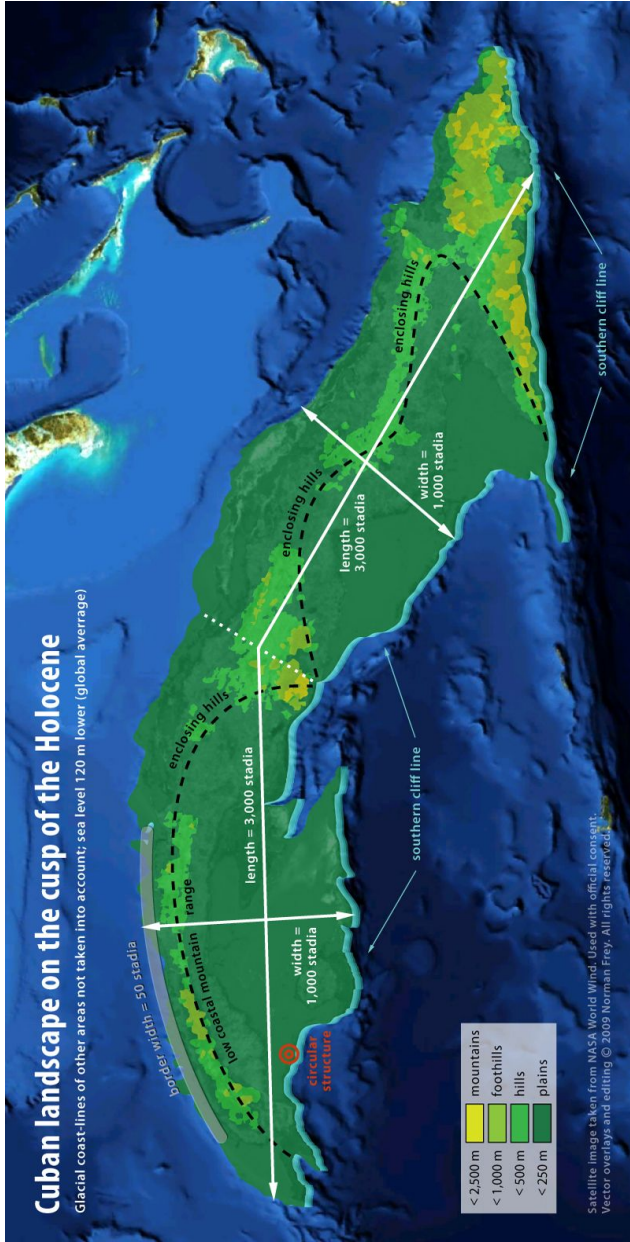 Cuban landscape on the cusp of the Holocene
Glacial coast-lines of other areas not taken into account; sea level 120 m lower (global averrage)
border width = 50 stadia
low coastal mountain range
enclosing hills
enclosing hills
enclosing hills
length = 3,000 stadia
width =
1,000 stadia
length =
3,000 stadia
width =
1,000 stadia
circular
structure
southern cliff line
southern cliff line
< 2,500 m mountains
< 1,000 m foothills
< 500 m hills
< 250 m plains
Satellite image taken from NASA World Wind. Used with official consent.
Vector overlays and editing © 2009 Norman Frey. All rights reserved.